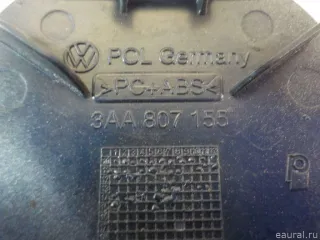 PCL Germany
>PC+ABS<
3AA 807 155
eaural.ru